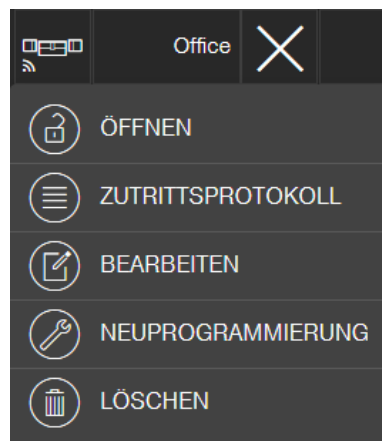 Office
ÖFFNEN
ZUTRITTSPROTOKOLL
BEARBEITEN
NEUPROGRAMMIERUNG
LÖSCHEN